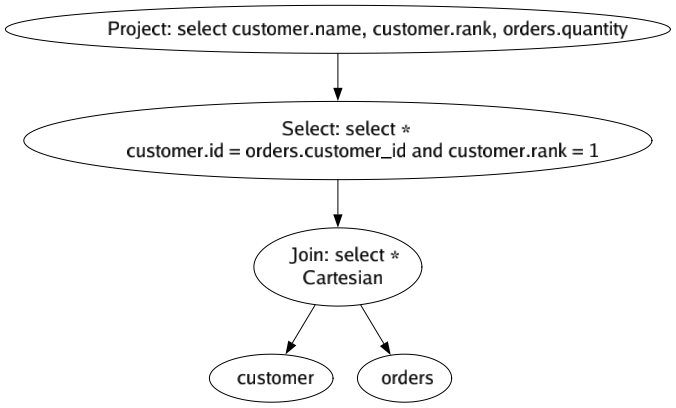 Project: select customer.name, customer.rank, orders.quantity
Select: select *
customer.id = orders.customer_id and customer.rank = 1
Join: select *
Cartesian
customer
orders